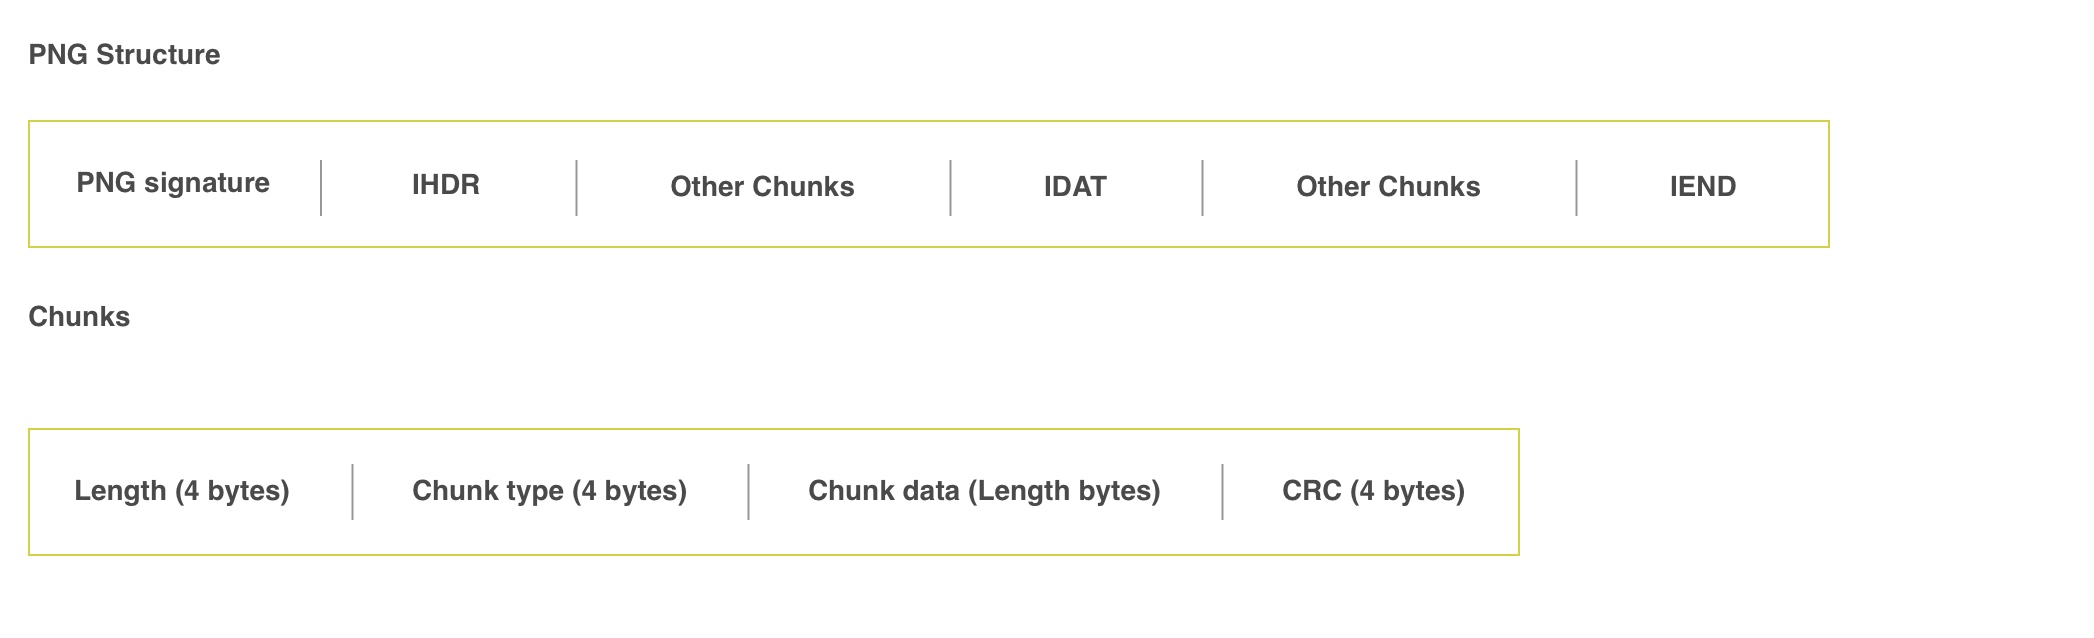 PNG Structure
PNG signature IHDR Other Chunks IDAT Other Chunks IEND
Chunks
Length (4 bytes) Chunk type (4 bytes) Chunk data (Length bytes) CRC (4 bytes)